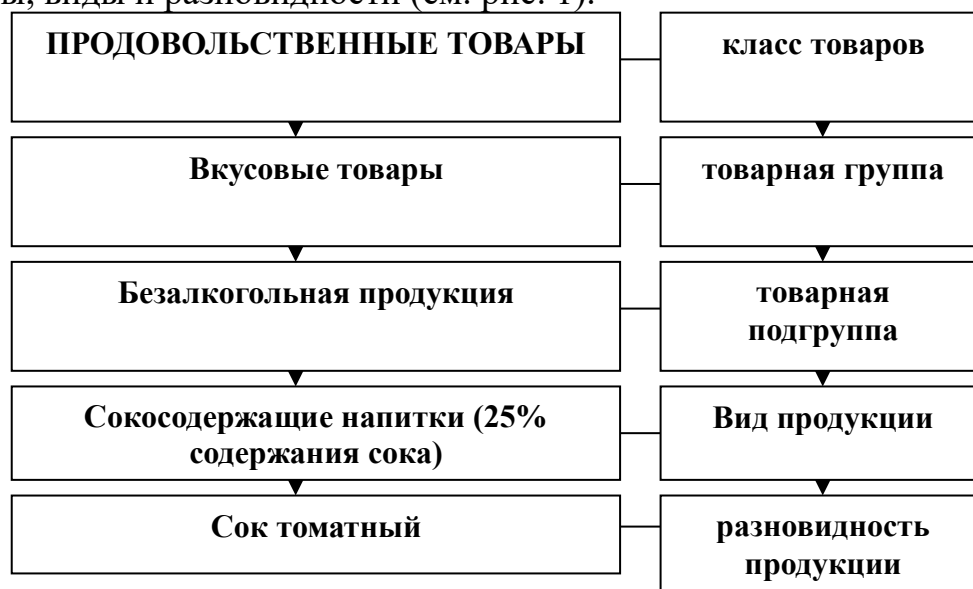 виды и разновидности (см. рис. 1).
ПРОДОВОЛЬСТВЕННЫЕ ТОВАРЫ
класс товаров
Вкусовые товары
товарная группа
Безалкогольная продукция
товарная
подгруппа
Сокосодержащие напитки (25%
содержания сока)
Вид продукции
Сок томатный
разновидность
продукции